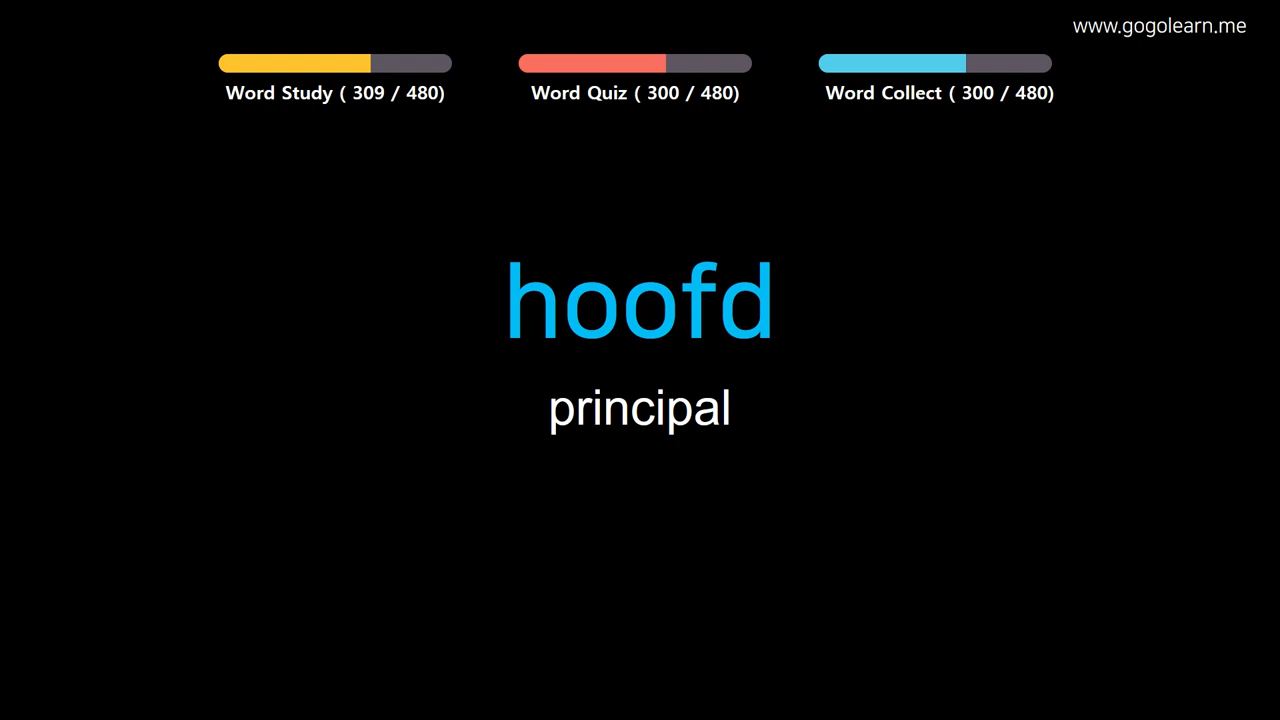 www.gogolearn.me
Word Study ( 309 / 480)
Word Quiz ( 300 / 480)
Word Collect ( 300 / 480)
hoofd
principal